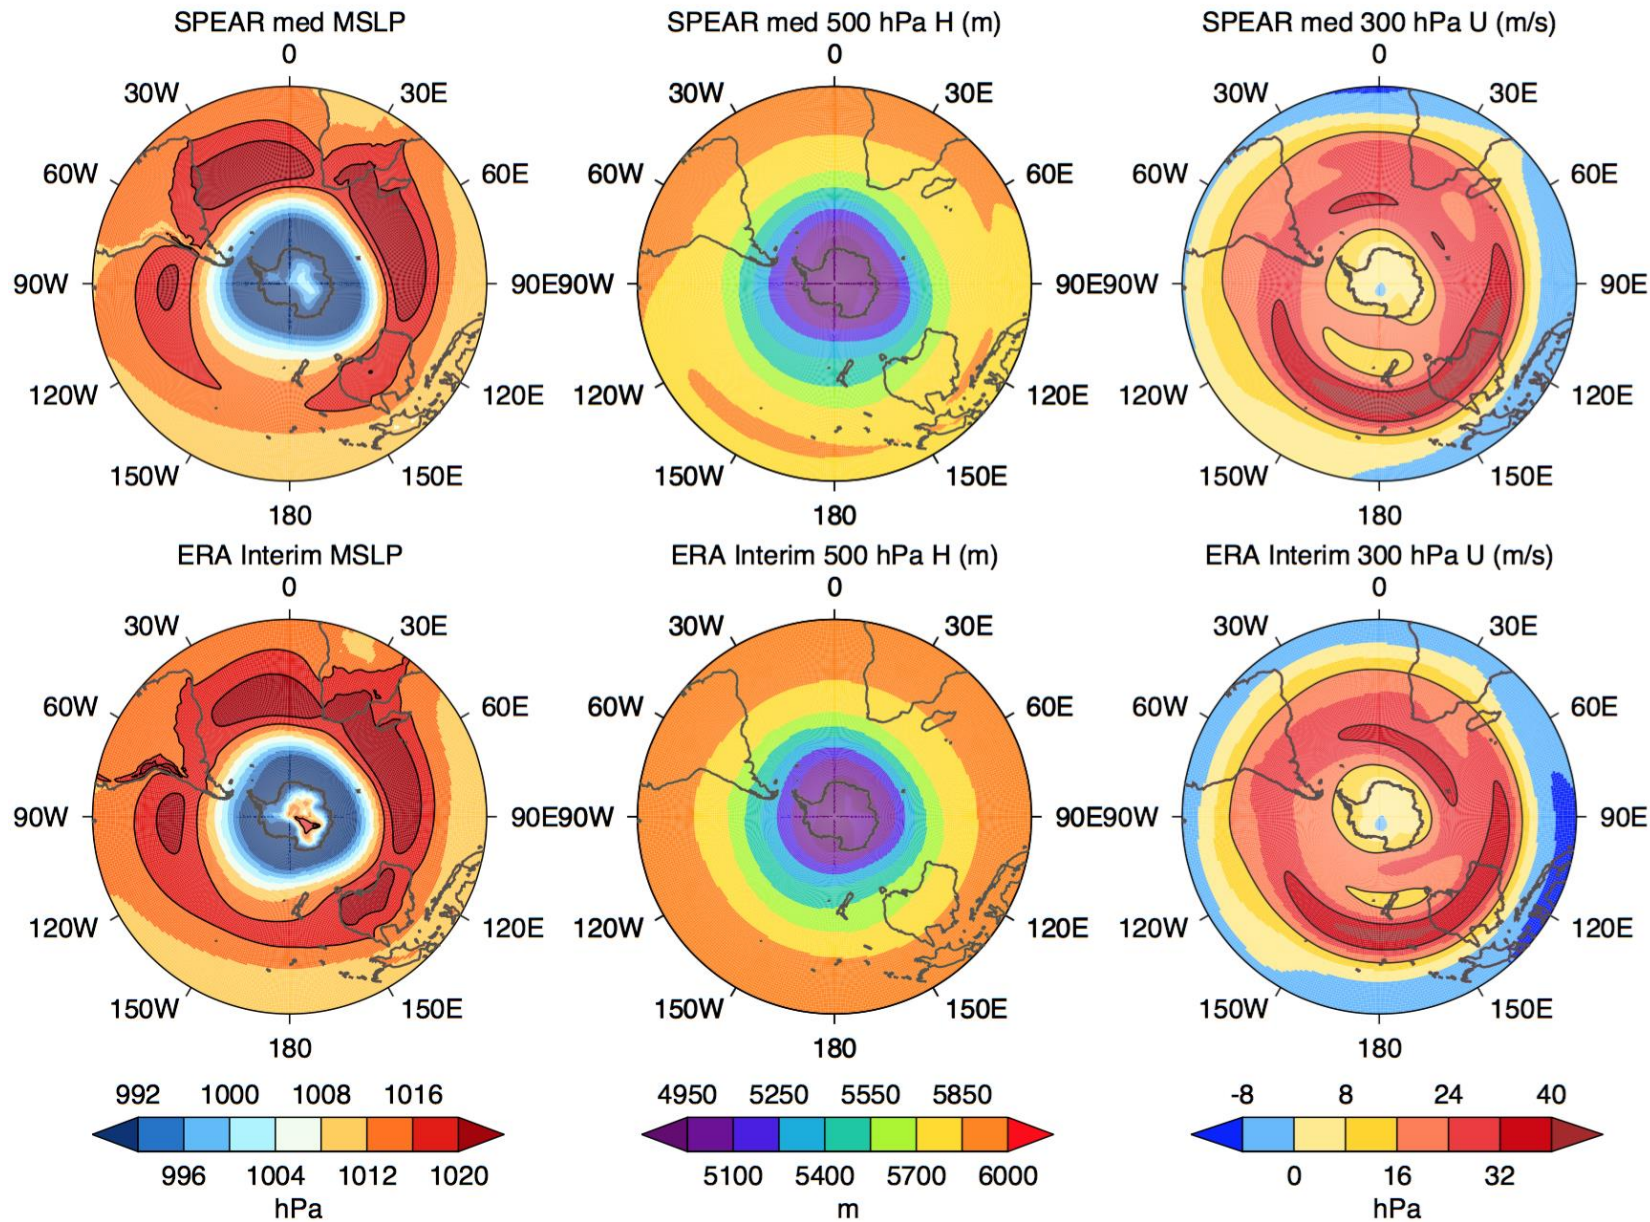 SPEAR med MSLP
SPEAR med 500 hPa H (m)
SPEAR med 300 hPa U (m/s)
0
0
0
30W
30E
30W
30E
30W
30E
60W
60E
60W
60E
60W
60E
90W
90E
90W
90E
90W
90E
120W
120E
120W
120E
120W
120E
150W
150E
150W
150E
150W
150E
180
180
180
ERA Interim MSLP
ERA Interim 500 hPa H (m)
ERA Interim 300 hPa U (m/s)
0
0
0
30W
30E
30W
30E
30W
30E
60W
60E
60W
60E
60W
60E
90W
90E
90W
90E
90W
90E
120W
120E
120W
120E
120W
120E
150W
150E
150W
150E
150W
150E
180
180
180
992 1000 1008 1016
996 1004 1012 1020
hPa
4950 5250 5550 5850
5100 5400 5700 6000
m
-8 8 24 40
0 16 32
hPa